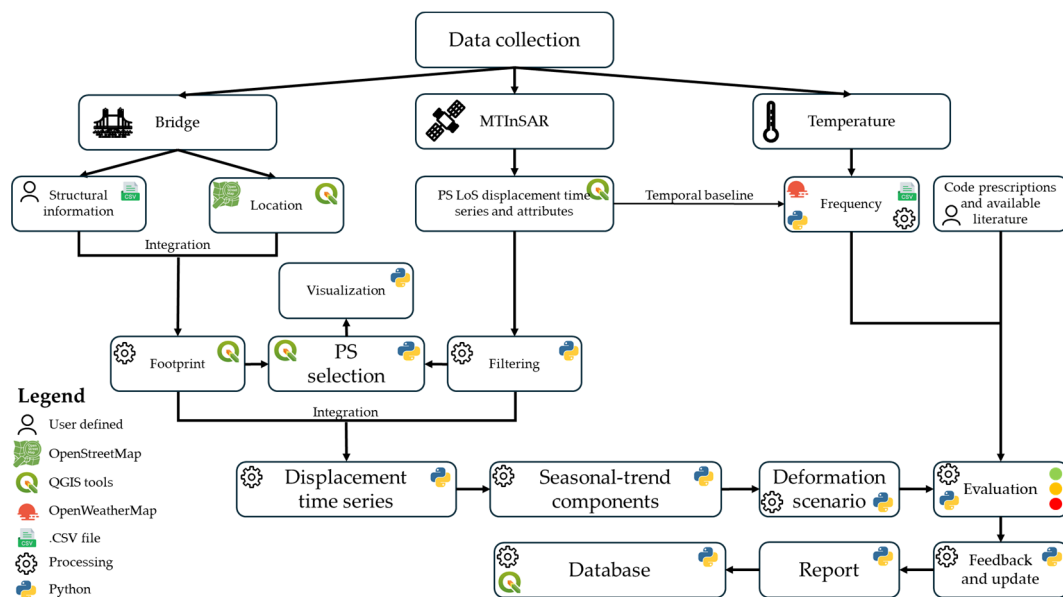 Data collection
Bridge
MTInSAR
Temperature
Structural
information
CSV
Location
PS LoS displacement time
series and attributes
Temporal baseline
Frequency
CSV
Code prescriptions
and available
literature
Integration
Visualization
Footprint
PS
selection
Filtering
Integration
Legend
User defined
OpenStreetMap
QGIS tools
OpenWeatherMap
.CSV file
Processing
Python
Displacement
time series
Seasonal-trend
components
Deformation
scenario
Evaluation
Database
Report
Feedback
and update